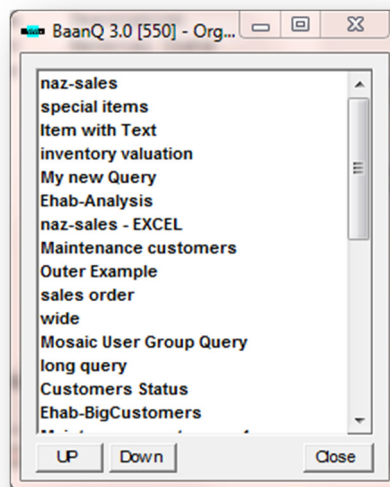 BaanQ 3.0 [550] - Org...
naz-sales
special items
Item with Text
inventory valuation
My new Query
Ehab-Analysis
naz-sales - EXCEL
Maintenance customers
Outer Example
sales order
wide
Mosaic User Group Query
long query
Customers Status
Ehab-BigCustomers
UP Down Close